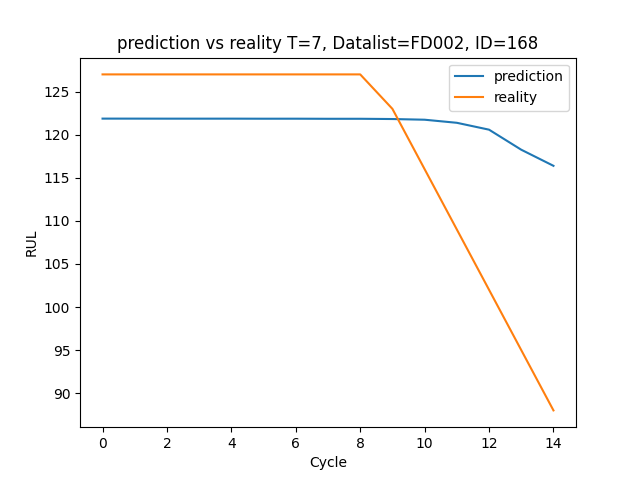 prediction vs reality T=7, Datalist=FD002, ID=168
prediction
reality
125
120
115
110
105
100
95
90
RUL
0 2 4 6 8 10 12 14
Cycle